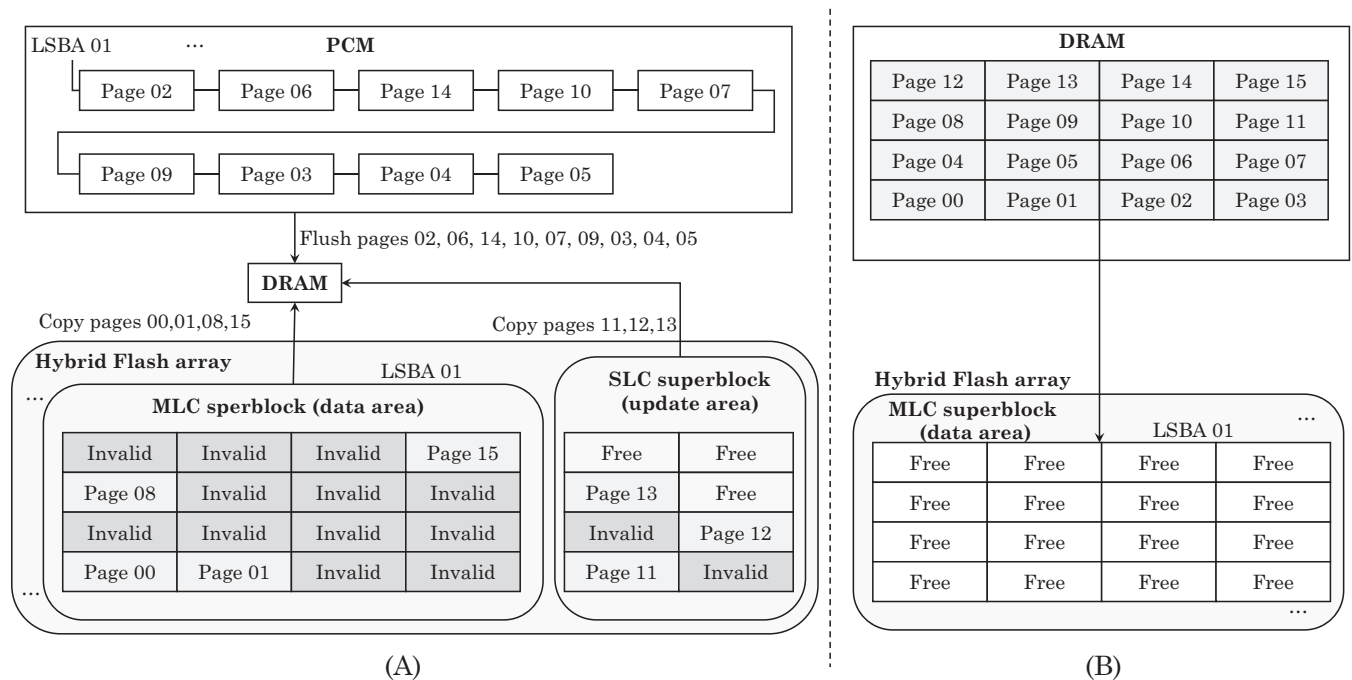 LSBA 01 ... PCM
Page 02 Page 06 Page 14 Page 10 Page 07
Page 09 Page 03 Page 04 Page 05
Flush pages 02, 06, 14, 10, 07, 09, 03, 04, 05
DRAM
Copy pages 00,01,08,15
Copy pages 11,12,13
Hybrid Flash array
LSBA 01
...
MLC sperblock (data area)
Invalid Invalid Invalid Page 15
Page 08 Invalid Invalid Invalid
Invalid Invalid Invalid Invalid
Page 00 Page 01 Invalid Invalid
...
SLC superblock
(update area)
Free Free
Page 13 Free
Invalid Page 12
Page 11 Invalid
(A)
DRAM
Page 12 Page 13 Page 14 Page 15
Page 08 Page 09 Page 10 Page 11
Page 04 Page 05 Page 06 Page 07
Page 00 Page 01 Page 02 Page 03
Hybrid Flash array
MLC superblock
...
(data area)
LSBA 01
Free Free Free Free
Free Free Free Free
Free Free Free Free
Free Free Free Free
...
(B)